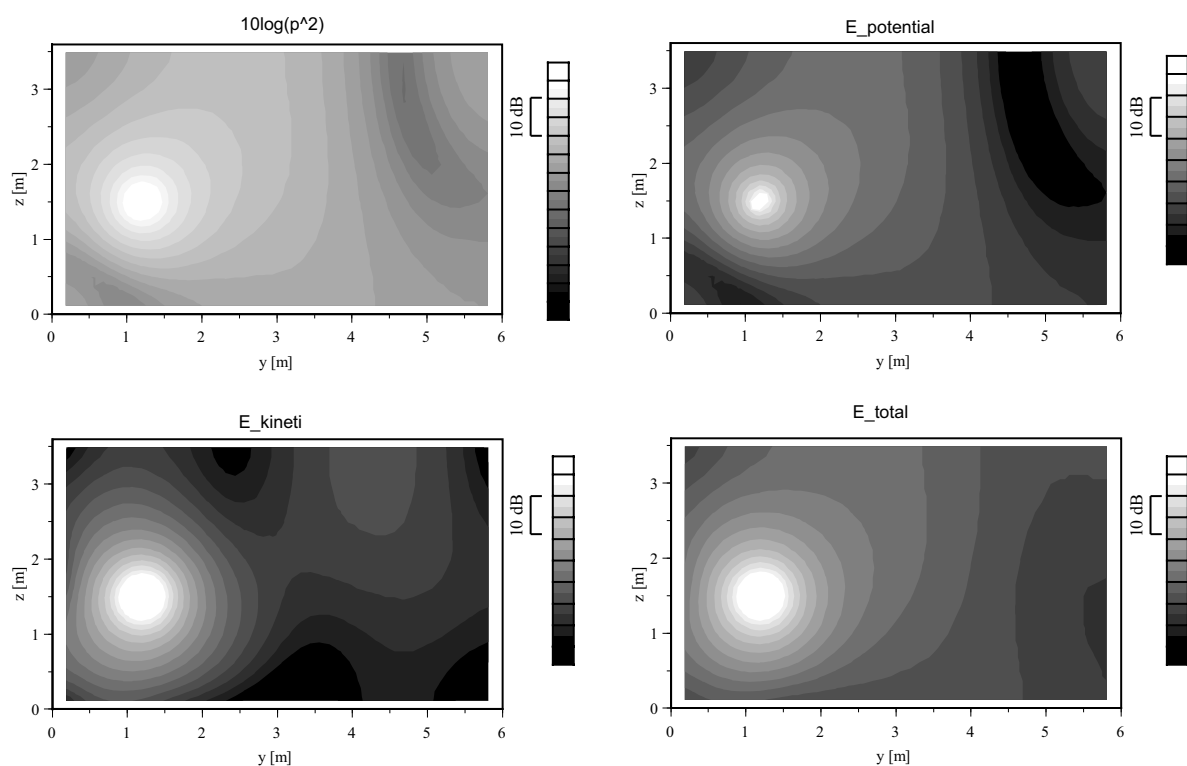 10log(p^2)
z [m]
3
2
1
0
0 1 2 3 4 5 6
y [m]
10 dB
E_potential
z [m]
3
2
1
0
0 1 2 3 4 5 6
y [m]
10 dB
E_kineti
z [m]
3
2
1
0
0 1 2 3 4 5 6
y [m]
10 dB
E_total
z [m]
3
2
1
0
0 1 2 3 4 5 6
y [m]
10 dB